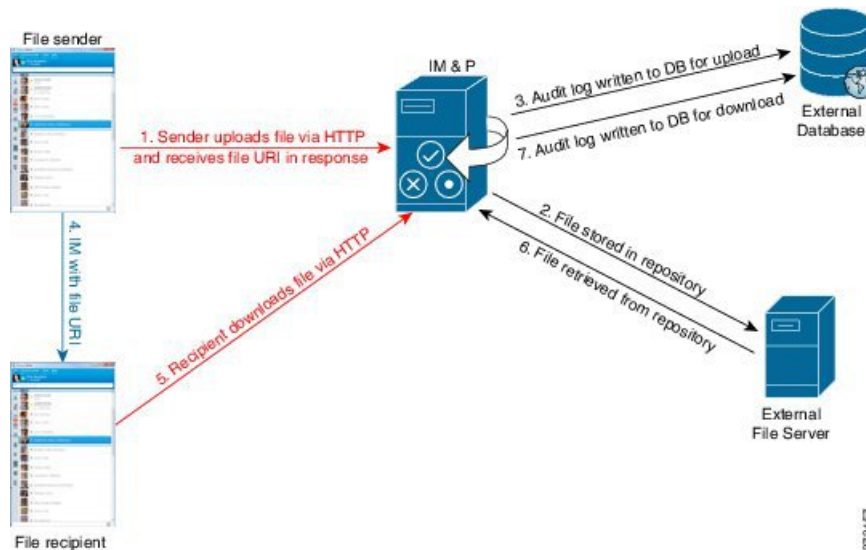 File sender
IM & P
External
Database
1. Sender uploads file via HTTP
and receives file URI in response
3. Audit log written to DB for upload
7. Audit log written to DB for download
2. File stored in repository
6. File retrieved from repository
4. IM with file URI
5. Recipient downloads file via HTTP
External
File Server
File recipient